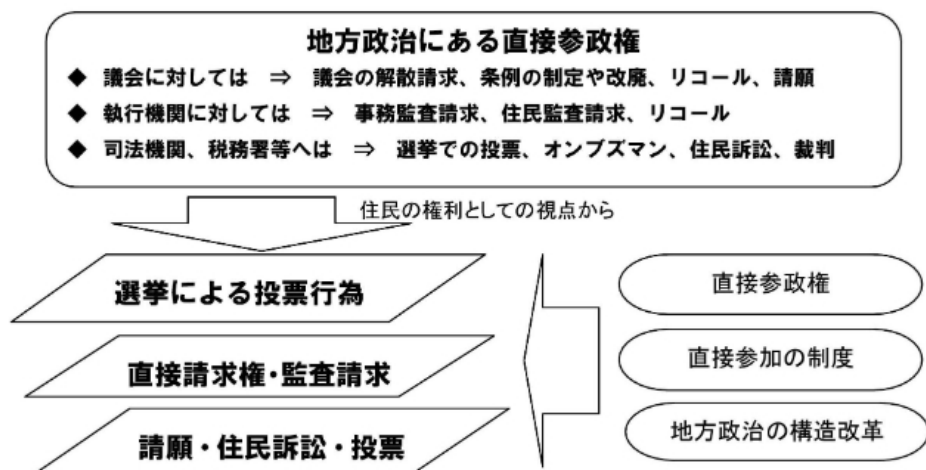 地方政治にある直接参政権
◆ 議会に対しては ⇒ 議会の解散請求、条例の制定や改廃、リコール、請願
◆ 執行機関に対しては ⇒ 事務監査請求、住民監査請求、リコール
◆ 司法機関、税務署等へは ⇒ 選挙での投票、オンブズマン、住民訴訟、裁判
住民の権利としての視点から
選挙による投票行為
直接請求権・監査請求
請願・住民訴訟・投票
直接参政権
直接参加の制度
地方政治の構造改革